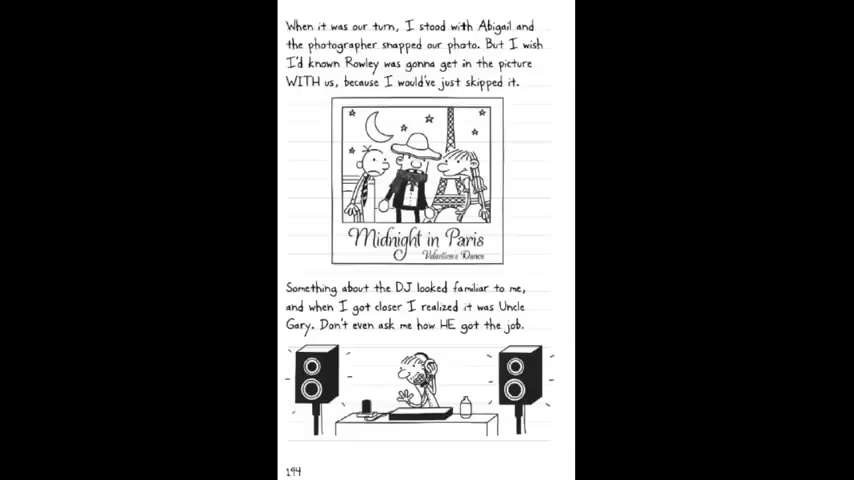 When it was our turn, I stood with Abigail and
the photographer snapped our photo. But I wish
I'd known Rowley was gonna get in the picture
WITH us, because I would've just skipped it.
Midnight in Paris
Valentine's Dance
Something about the DJ looked familiar to me,
and when I got closer I realized it was Uncle
Gary. Don't even ask me how HE got the job.
194